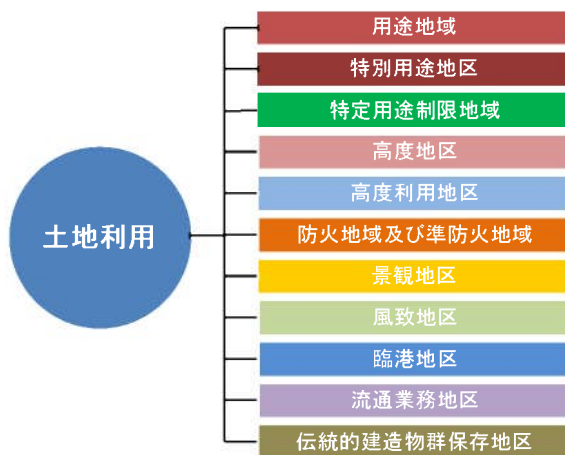 土地利用
用途地域
特別用途地区
特定用途制限地域
高度地区
高度利用地区
防火地域及び準防火地域
景観地区
風致地区
臨港地区
流通業務地区
伝統的建造物群保存地区